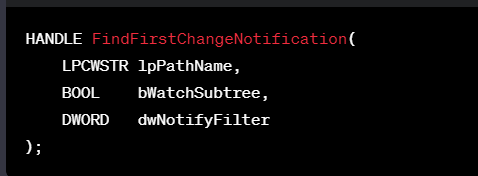 HANDLE FindFirstChangeNotification(
    LPCWSTR lpPathName,
    BOOL    bWatchSubtree,
    DWORD   dwNotifyFilter
);